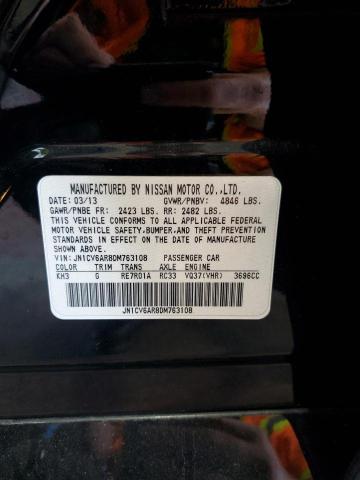 MANUFACTURED BY NISSAN MOTOR CO.,LTD.
DATE: 03/13 GVWR/PNBV: 4846 LBS.
GAWR/PNBE FR: 2423 LBS. RR: 2482 LBS.
THIS VEHICLE CONFORMS TO ALL APPLICABLE FEDERAL
MOTOR VEHICLE SAFETY,BUMPER,AND THEFT PREVENTION
STANDARDS IN EFFECT ON THE DATE OF MANUFACTURE
SHOWN ABOVE.
VIN: JN1CV6AR8DM763108 PASSENGER CAR
COLOR TRIM TRANS AXLE ENGINE
KH3 G RE7R01A RC33 VQ37(VHR) 3696CC
JN1CV6AR8DM763108